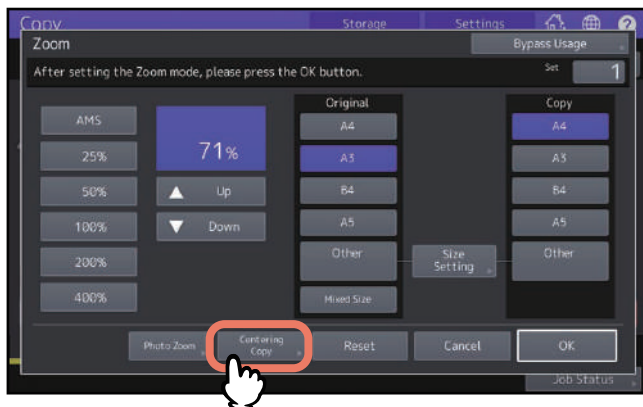 Copy
Storage
Settings
Zoom
Bypass Usage
After setting the Zoom mode, please press the OK button.
Set
1
Original
Copy
AMS
25%
50%
100%
200%
400%
71%
Up
Down
A4
A3
B4
A5
Other
Mixed Size
Size
Setting
A4
A3
B4
A5
Other
Photo Zoom
Centering
Copy
Reset
Cancel
OK
Job Status